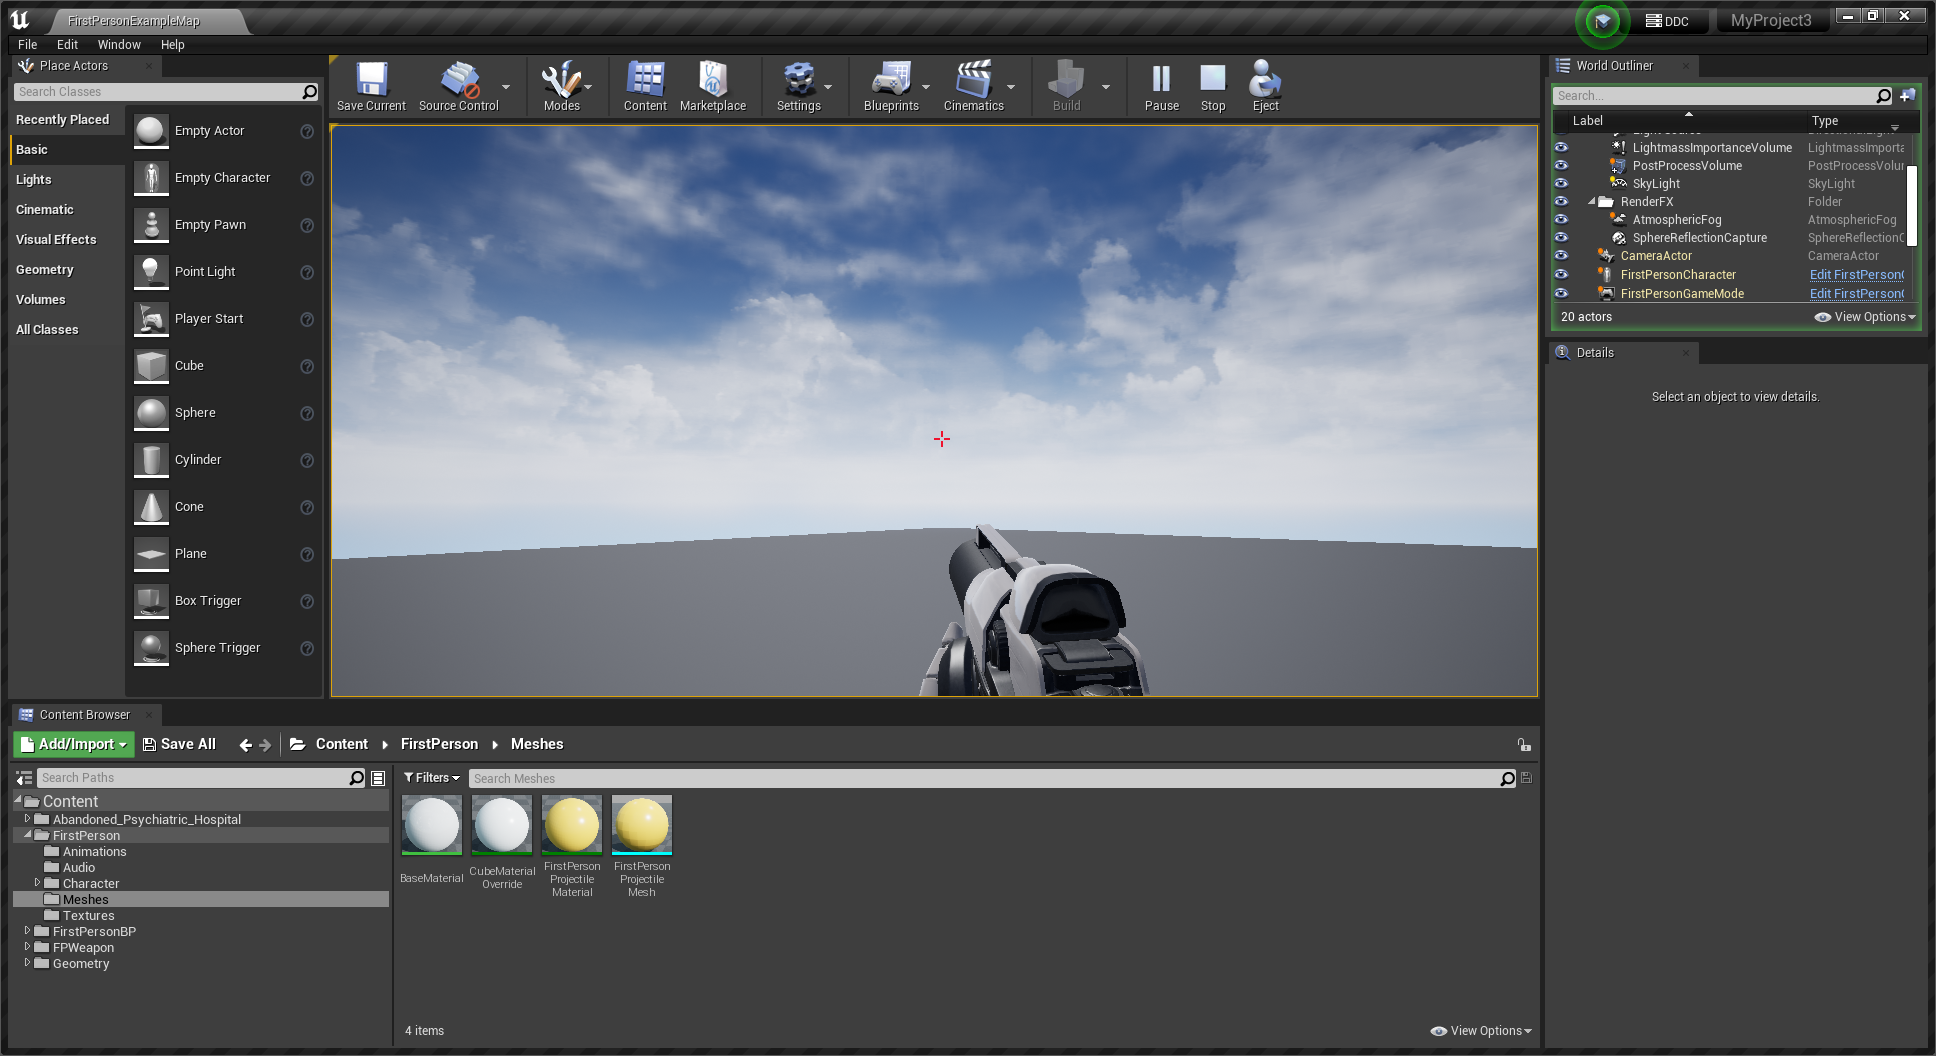 FirstPersonExampleMap
DDC
MyProject3
File Edit Window Help
Place Actors
Search Classes
Recently Placed
Basic
Lights
Cinematic
Visual Effects
Geometry
Volumes
All Classes
Empty Actor
Empty Character
Empty Pawn
Point Light
Player Start
Cube
Sphere
Cylinder
Cone
Plane
Box Trigger
Sphere Trigger
Save Current
Source Control
Modes
Content
Marketplace
Settings
Blueprints
Cinematics
Build
Pause
Stop
Eject
World Outliner
Search...
Label Type
LightmassImportanceVolume LightmassImporta
PostProcessVolume PostProcessVolu
SkyLight SkyLight
RenderFX Folder
AtmosphericFog AtmosphericFog
SphereReflectionCapture SphereReflectionC
CameraActor CameraActor
FirstPersonCharacter Edit FirstPersonC
FirstPersonGameMode Edit FirstPersonG
20 actors View Options
Details
Select an object to view details.
Content Browser
Add/Import Save All Content FirstPerson Meshes
Search Paths
Content
Abandoned_Psychiatric_Hospital
FirstPerson
Animations
Audio
Character
Meshes
Textures
FirstPersonBP
FPWeapon
Geometry
Filters Search Meshes
BaseMaterial
CubeMaterial
Override
FirstPerson
Projectile
Material
FirstPerson
Projectile
Mesh
4 items View Options